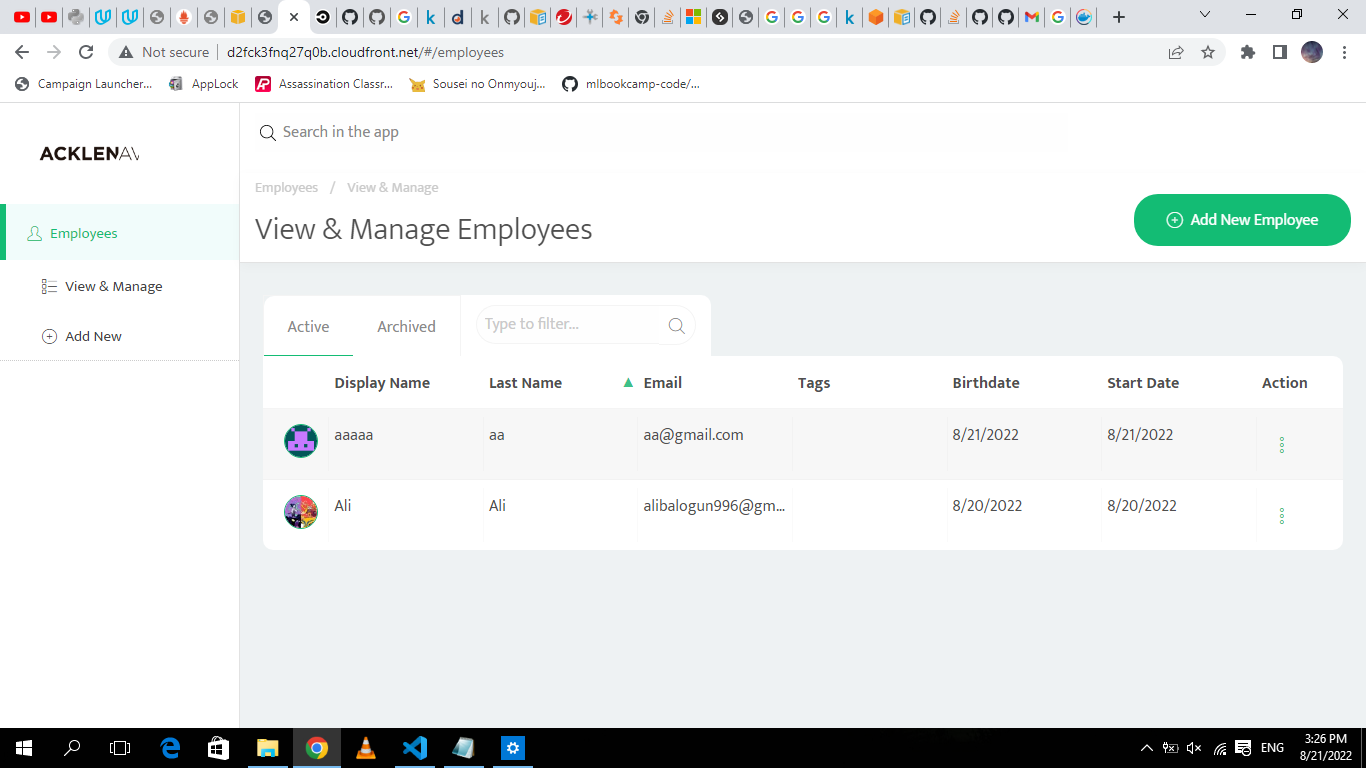 Not secure d2fck3fnq27q0b.cloudfront.net/#/employees
Campaign Launcher... AppLock Assassination Classr... Sousei no Onmyouj... mlbookcamp-code/...
ACKLENAV
Search in the app
Employees / View & Manage
View & Manage Employees
Add New Employee
Employees
View & Manage
Add New
Active Archived Type to filter...
Display Name Last Name ▲ Email Tags Birthdate Start Date Action
aaaaa aa aa@gmail.com 8/21/2022 8/21/2022
Ali Ali alibalogun996@gm... 8/20/2022 8/20/2022
ENG
3:26 PM
8/21/2022